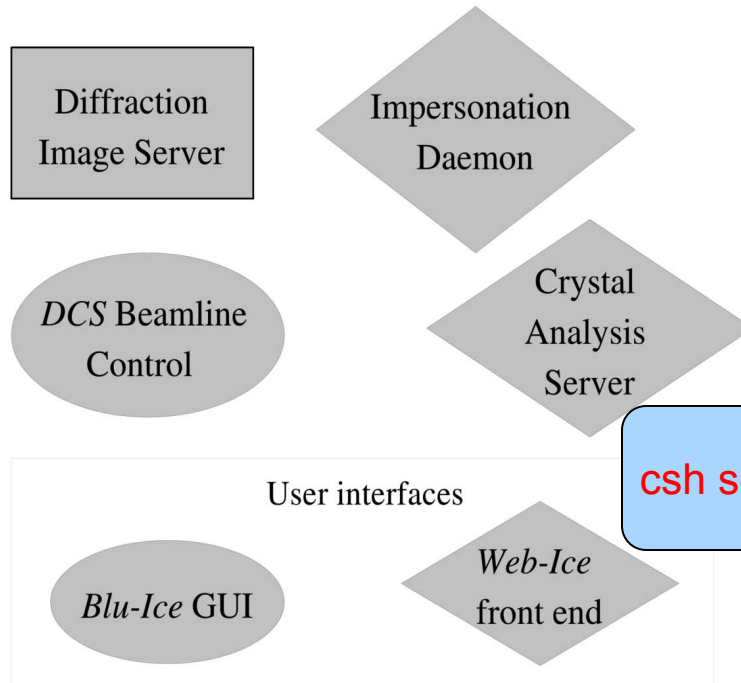 Diffraction
Image Server
Impersonation
Daemon
DCS Beamline
Control
Crystal
Analysis
Server
User interfaces
csh s
Blu-Ice GUI
Web-Ice
front end